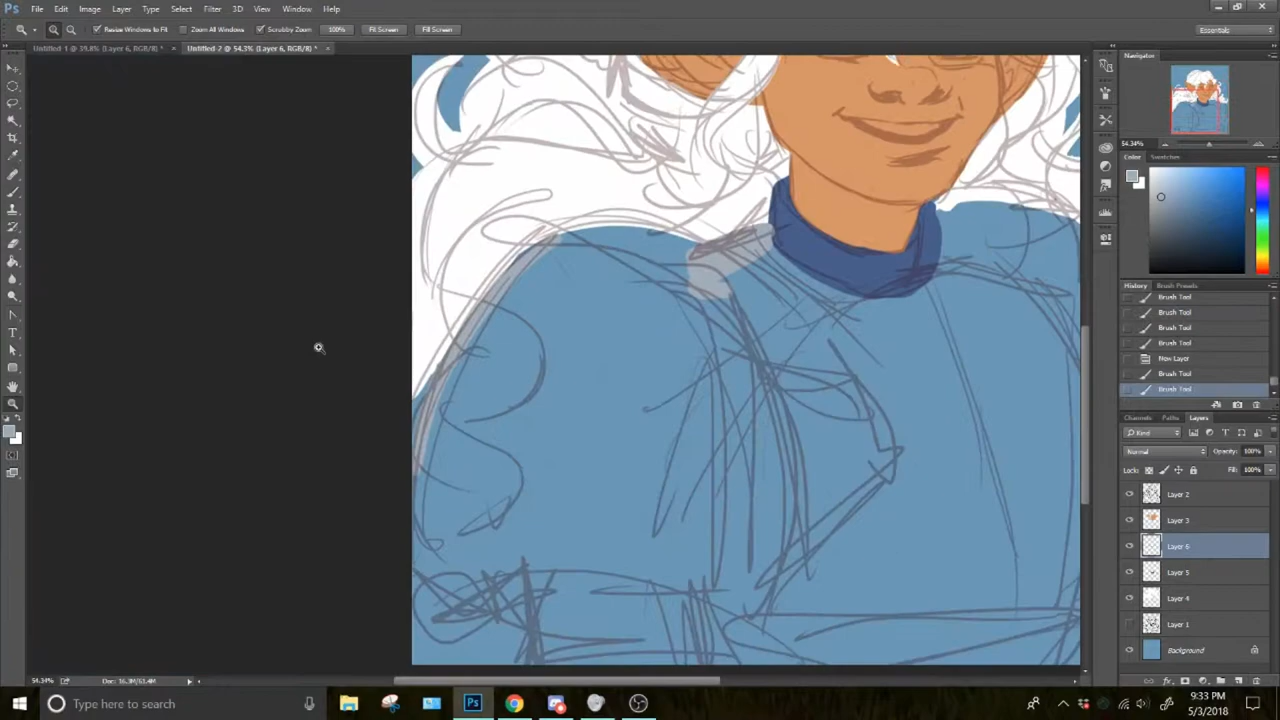 Ps File Edit Image Layer Type Select Filter 3D View Window Help
Resize Windows to Fit Zoom All Windows Scrubby Zoom 100% Fit Screen Fill Screen Essentials
Untitled-1 @ 39.8% (Layer 6, RGB/8) * × Untitled-2 @ 54.3% (Layer 6, RGB/8) * ×
Navigator
54.34%
Color Swatches
History Brush Presets
Brush Tool
Brush Tool
Brush Tool
Brush Tool
New Layer
Brush Tool
Brush Tool
Channels Paths Layers
Kind
Normal Opacity: 100%
Locks Fill: 100%
Layer 2
Layer 3
Layer 6
Layer 5
Layer 4
Layer 1
Background
54.34% Doc: 16.3M/63.4M
Type here to search
Ps
9:33 PM
5/3/2018